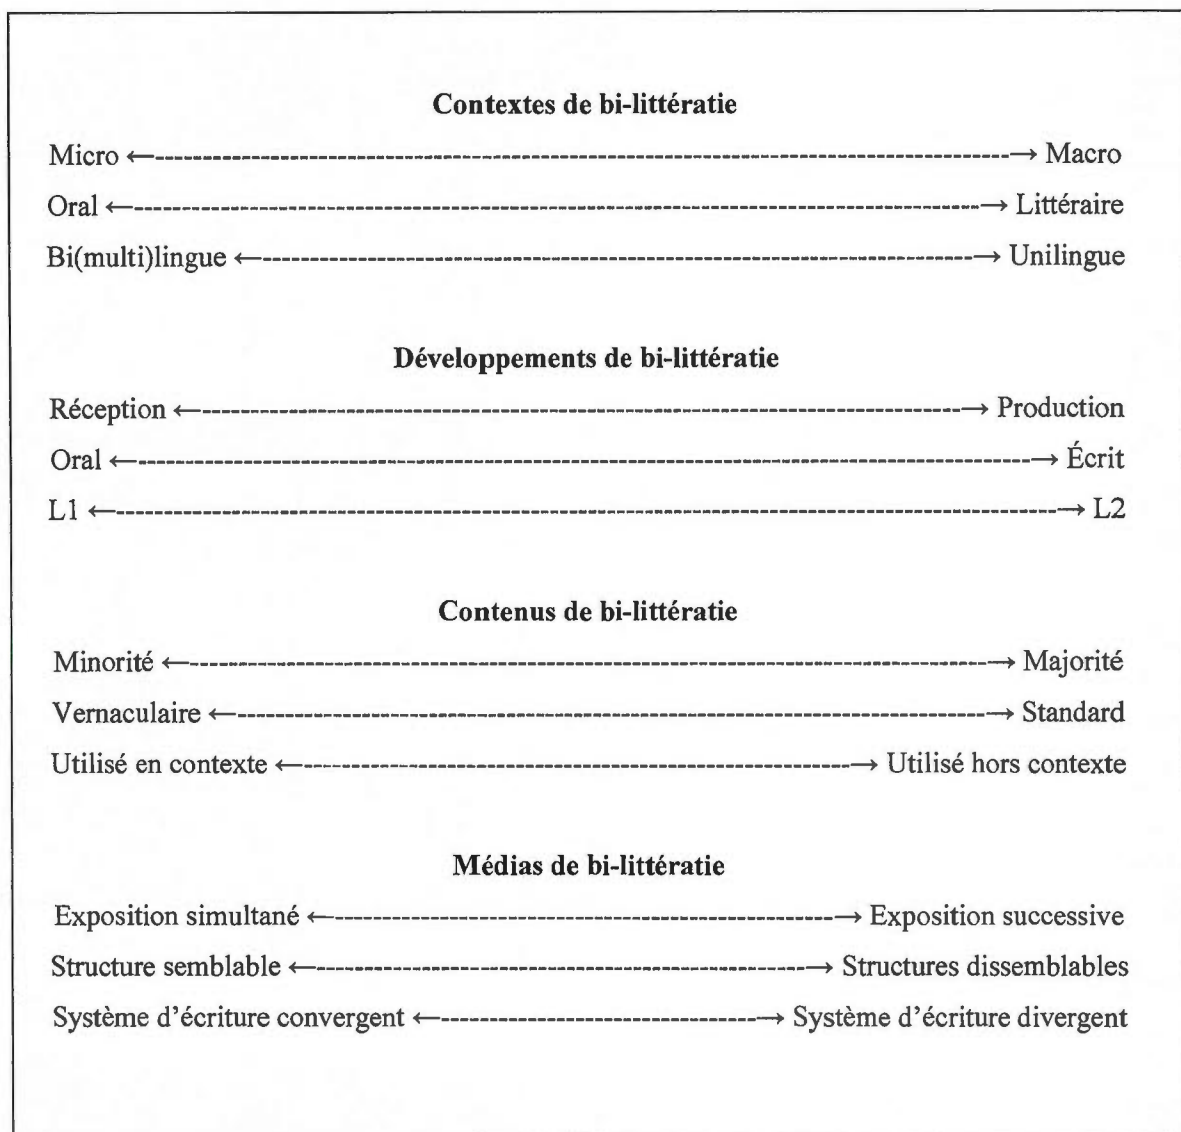 Contextes de bi-littératie
Micro ←---------------------------------------------------------------------→ Macro
Oral ←---------------------------------------------------------------------→ Littéraire
Bi(multi)lingue ←----------------------------------------------------------→ Unilingue
Développements de bi-littératie
Réception ←--------------------------------------------------------------→ Production
Oral ←-------------------------------------------------------------------------→ Écrit
L1 ←----------------------------------------------------------------------------→ L2
Contenus de bi-littératie
Minorité ←----------------------------------------------------------------→ Majorité
Vernaculaire ←------------------------------------------------------------→ Standard
Utilisé en contexte ←---------------------------------------------→ Utilisé hors contexte
Médias de bi-littératie
Exposition simultané ←------------------------------------------→ Exposition successive
Structure semblable ←----------------------------------------→ Structures dissemblables
Système d'écriture convergent ←--------------------------→ Système d'écriture divergent